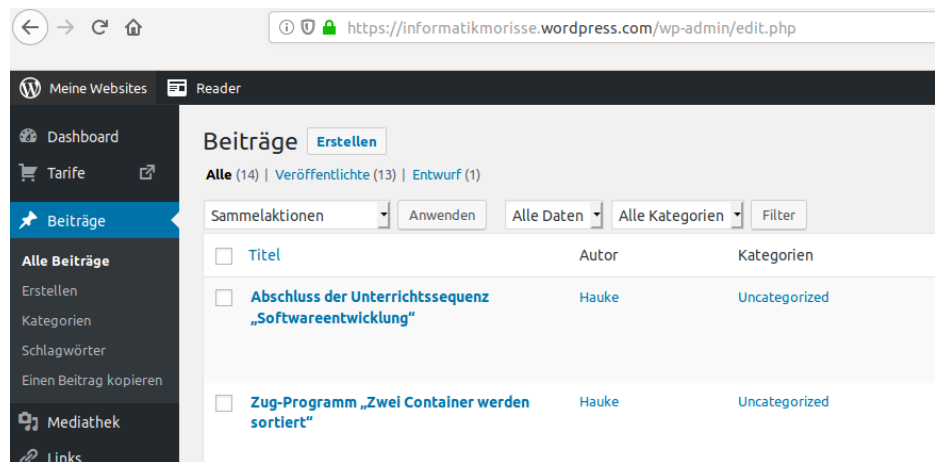 https://informatikmorisse.wordpress.com/wp-admin/edit.php
Meine Websites Reader
Dashboard
Tarife
Beiträge
Alle Beiträge
Erstellen
Kategorien
Schlagwörter
Einen Beitrag kopieren
Mediathek
Links
Beiträge Erstellen
Alle (14) | Veröffentlichte (13) | Entwurf (1)
Sammelaktionen Anwenden Alle Daten Alle Kategorien Filter
Titel Autor Kategorien
Abschluss der Unterrichtssequenz Hauke Uncategorized
„Softwareentwicklung“
Zug-Programm „Zwei Container werden Hauke Uncategorized
sortiert“